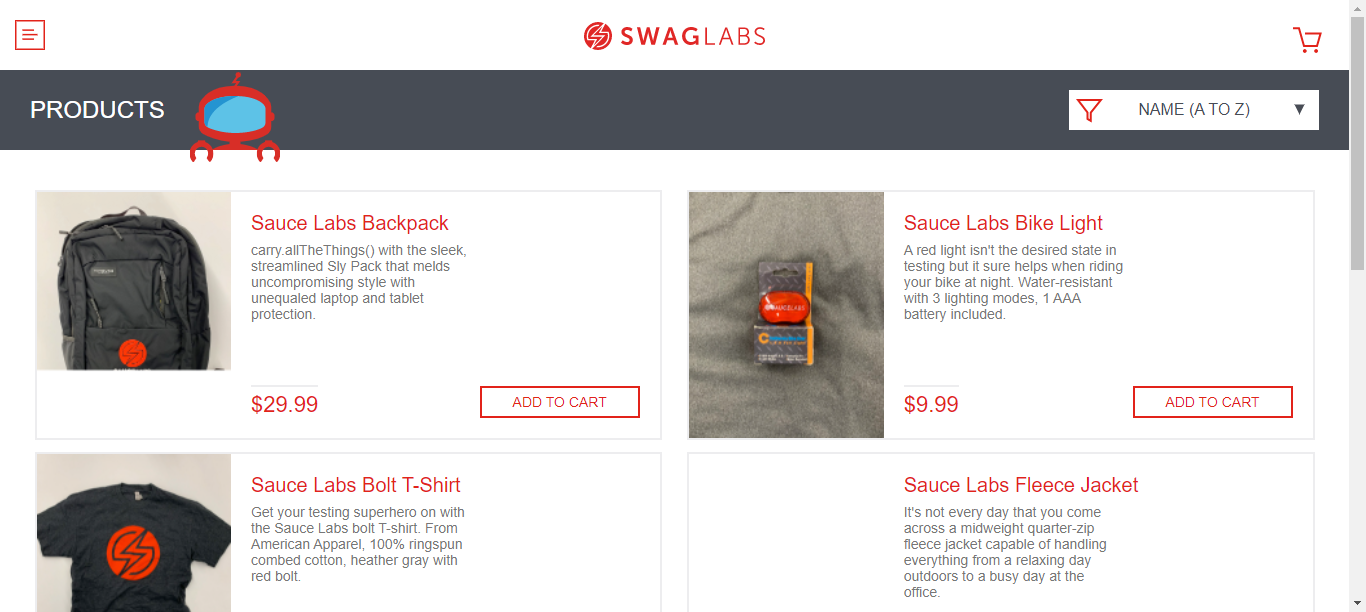 SWAGLABS
PRODUCTS
NAME (A TO Z)
Sauce Labs Backpack
carry.allTheThings() with the sleek,
streamlined Sly Pack that melds
uncompromising style with
unequaled laptop and tablet
protection.
$29.99
ADD TO CART
Sauce Labs Bike Light
A red light isn't the desired state in
testing but it sure helps when riding
your bike at night. Water-resistant
with 3 lighting modes, 1 AAA
battery included.
$9.99
ADD TO CART
SAUCELABS
Sauce Labs Bolt T-Shirt
Get your testing superhero on with
the Sauce Labs bolt T-shirt. From
American Apparel, 100% ringspun
combed cotton, heather gray with
red bolt.
Sauce Labs Fleece Jacket
It's not every day that you come
across a midweight quarter-zip
fleece jacket capable of handling
everything from a relaxing day
outdoors to a busy day at the
office.